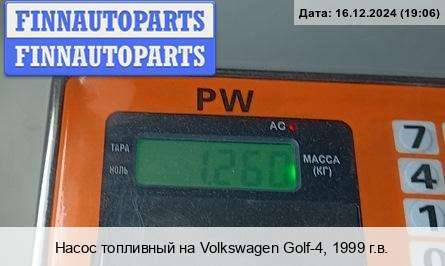 FINNAUTOPARTS
FINNAUTOPARTS
Дата: 16.12.2024 (19:06)
PW
AC
ТАРА
НОЛЬ
1.260
МАССА
(КГ)
7
4
1
0
Насос топливный на Volkswagen Golf-4, 1999 г.в.